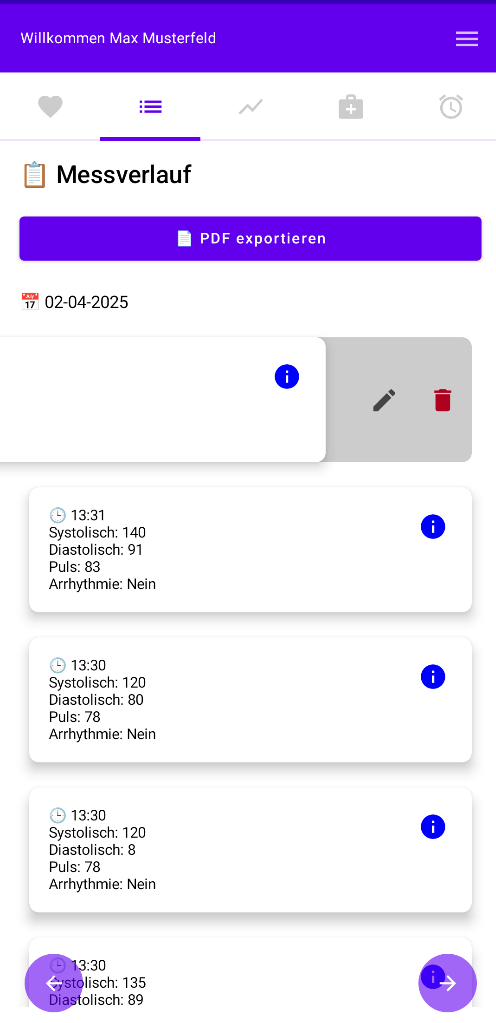 Willkommen Max Musterfeld
📋 Messverlauf
📄 PDF exportieren
📅 02-04-2025
🕒 13:31
Systolisch: 140
Diastolisch: 91
Puls: 83
Arrhythmie: Nein
🕒 13:30
Systolisch: 120
Diastolisch: 80
Puls: 78
Arrhythmie: Nein
🕒 13:30
Systolisch: 120
Diastolisch: 8
Puls: 78
Arrhythmie: Nein
🕒 13:30
Systolisch: 135
Diastolisch: 89